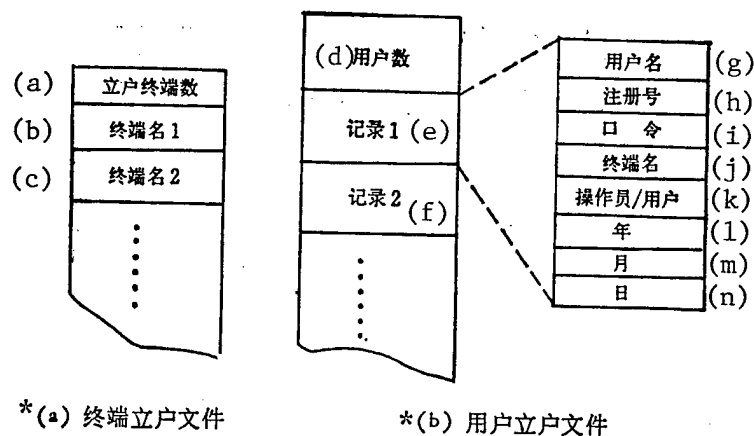 (a) 立户终端数
(b) 终端名1
(c) 终端名2
(d)用户数
记录1 (e)
记录2 (f)
用户名 (g)
注册号 (h)
口 令 (i)
终端名 (j)
操作员/用户 (k)
年 (l)
月 (m)
日 (n)
*(a) 终端立户文件
*(b) 用户立户文件